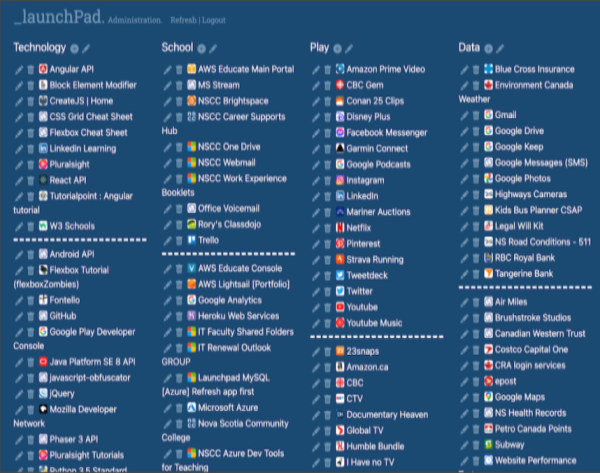 _launchPad. Administration. Refresh | Logout
Technology
Angular API
Block Element Modifier
CreateJS | Home
CSS Grid Cheat Sheet
Flexbox Cheat Sheet
Linkedin Learning
Pluralsight
React API
Tutorialpoint : Angular
tutorial
W3 Schools
Android API
Flexbox Tutorial
(flexboxZombies)
Fontello
GitHub
Google Play Developer
Console
Java Platform SE 8 API
javascript-obfuscator
jQuery
Mozilla Developer
Network
Phaser 3 API
Pluralsight Tutorials
Python 3.5 Standard
School
AWS Educate Main Portal
MS Stream
NSCC Brightspace
NSCC Career Supports
Hub
NSCC One Drive
NSCC Webmail
NSCC Work Experience
Booklets
Office Voicemail
Rory's Classdojo
Trello
AWS Educate Console
AWS Lightsail [Portfolio]
Google Analytics
Heroku Web Services
IT Faculty Shared Folders
IT Renewal Outlook
GROUP
Launchpad MySQL
[Azure] Refresh app first
Microsoft Azure
Nova Scotia Community
College
NSCC Azure Dev Tools
for Teaching
Play
Amazon Prime Video
CBC Gem
Conan 25 Clips
Disney Plus
Facebook Messenger
Garmin Connect
Google Podcasts
Instagram
LinkedIn
Mariner Auctions
Netflix
Pinterest
Strava Running
Tweetdeck
Twitter
Youtube
Youtube Music
23snaps
Amazon.ca
CBC
CTV
Documentary Heaven
Global TV
Humble Bundle
I Have no TV
Data
Blue Cross Insurance
Environment Canada
Weather
Gmail
Google Drive
Google Keep
Google Messages (SMS)
Google Photos
Highways Cameras
Kids Bus Planner CSAP
Legal Will Kit
NS Road Conditions - 511
RBC Royal Bank
Tangerine Bank
Air Miles
Brushstroke Studios
Canadian Western Trust
Costco Capital One
CRA login services
epost
Google Maps
NS Health Records
Petro Canada Points
Subway
Website Performance